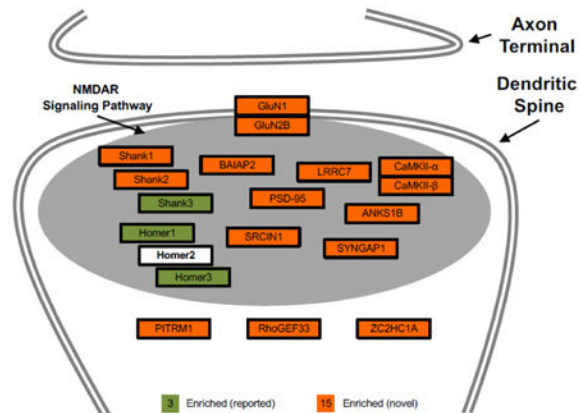 Axon
Terminal
Dendritic
Spine
NMDAR
Signaling Pathway
GluN1
GluN2B
Shank1
Shank2
Shank3
BAIAP2
LRRC7
CaMKII-α
CaMKII-β
PSD-95
ANKS1B
Homer1
Homer2
Homer3
SRCIN1
SYNGAP1
PITRM1
RhoGEF33
ZC2HC1A
3 Enriched (reported)
15 Enriched (novel)